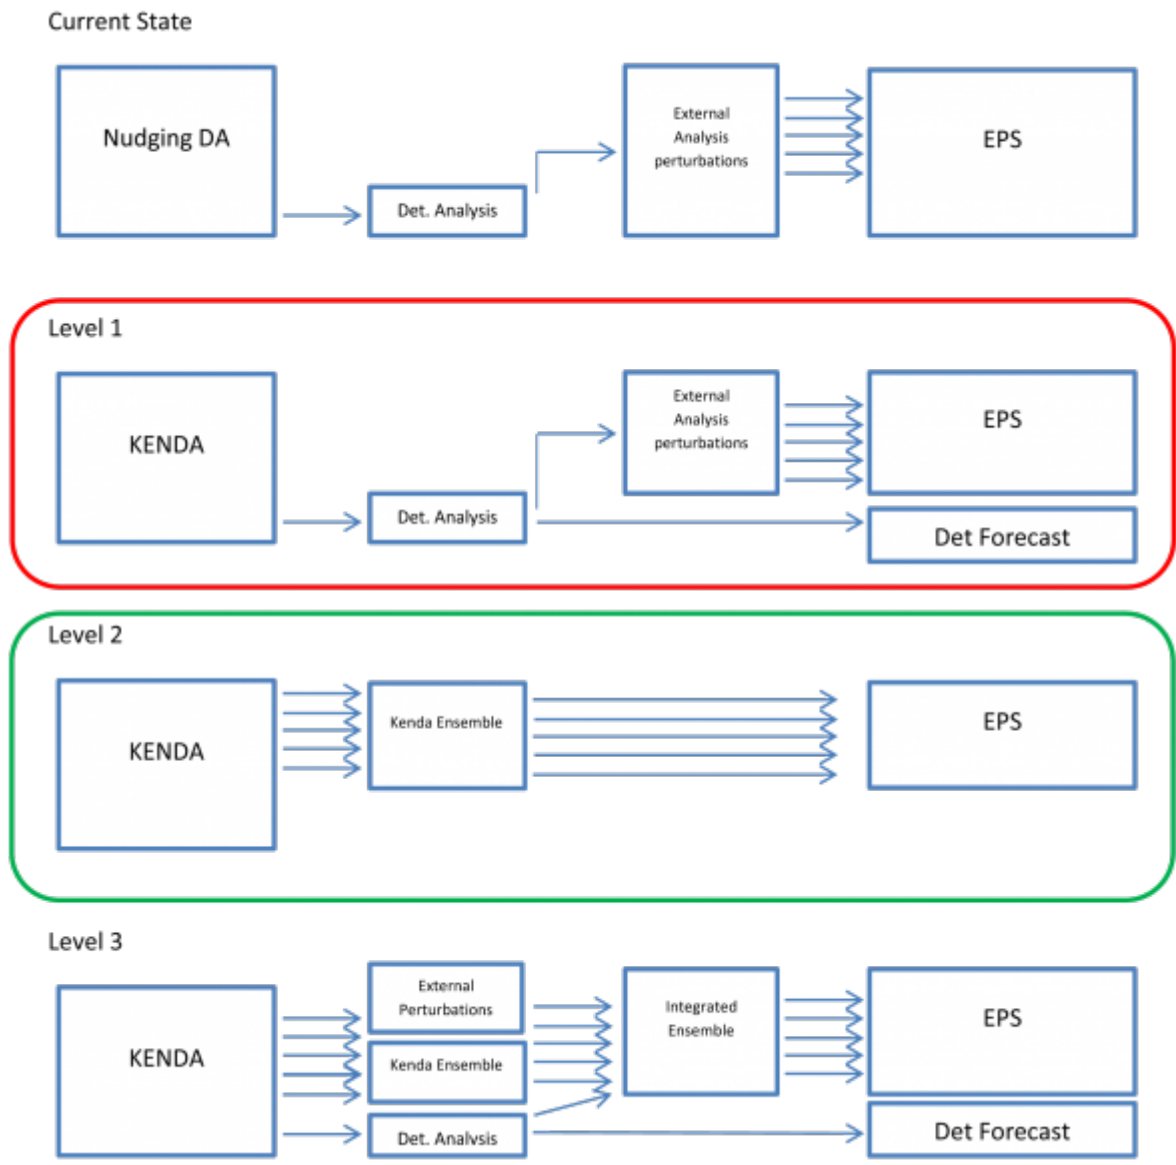 Current State
Nudging DA
Det. Analysis
External
Analysis
perturbations
EPS
Level 1
KENDA
Det. Analysis
External
Analysis
perturbations
EPS
Det Forecast
Level 2
KENDA
Kenda Ensemble
EPS
Level 3
KENDA
External
Perturbations
Kenda Ensemble
Det. Analysis
Integrated
Ensemble
EPS
Det Forecast